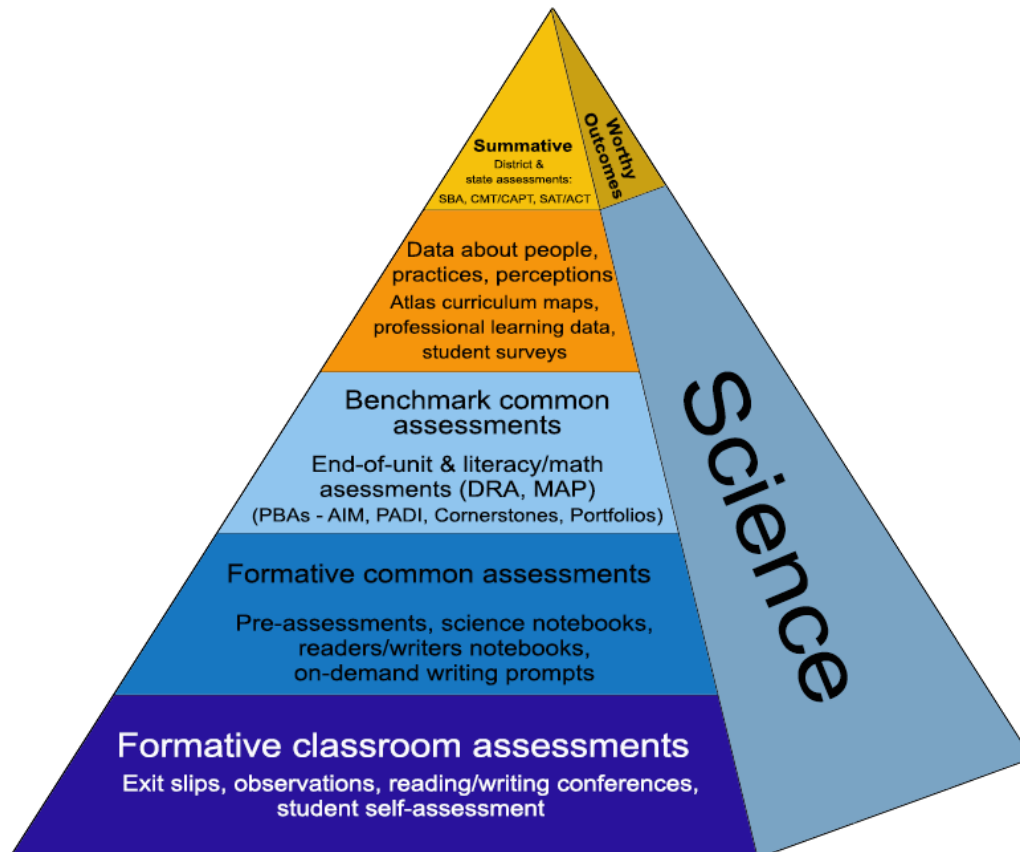 Summative
District &
state assessments:
SBA, CMT/CAPT, SAT/ACT
Worthy
Outcomes
Data about people,
practices, perceptions
Atlas curriculum maps,
professional learning data,
student surveys
Benchmark common
assessments
End-of-unit & literacy/math
asessments (DRA, MAP)
(PBAs - AIM, PADI, Cornerstones, Portfolios)
Science
Formative common assessments
Pre-assessments, science notebooks,
readers/writers notebooks,
on-demand writing prompts
Formative classroom assessments
Exit slips, observations, reading/writing conferences,
student self-assessment